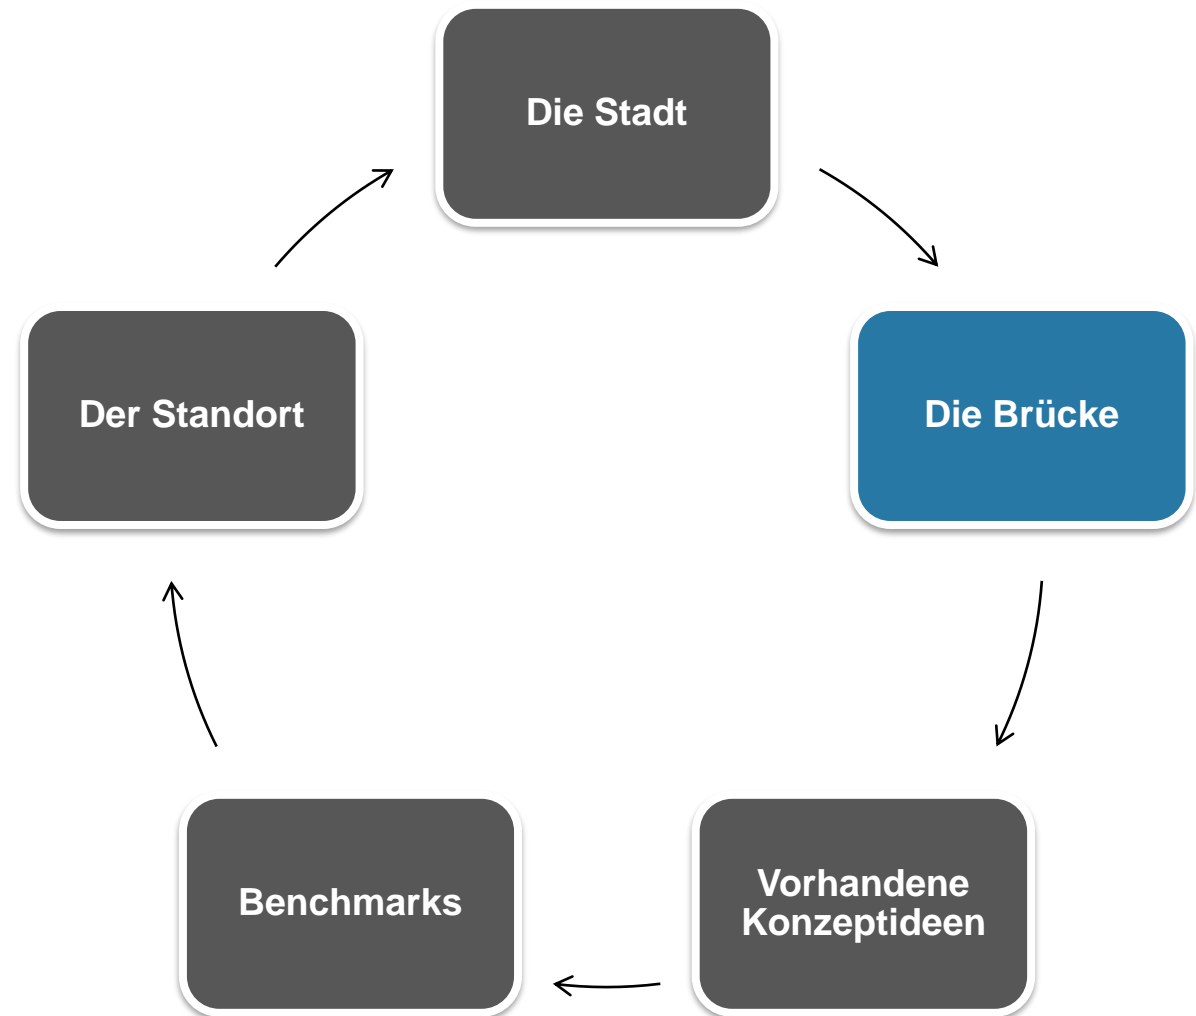 Die Stadt
Der Standort
Die Brücke
Benchmarks
Vorhandene
Konzeptideen